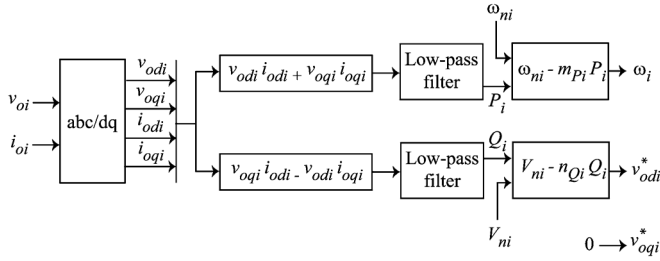 ω_ni
v_odi
v_odi i_odi + v_oqi i_oqi
Low-pass filter
ω_ni - m_Pi P_i
ω_i
v_oi
v_oqi
P_i
abc/dq
i_odi
i_oi
i_oqi
Q_i
v_oqi i_odi - v_odi i_oqi
Low-pass filter
V_ni - n_Qi Q_i
v*_odi
V_ni
0
v*_oqi